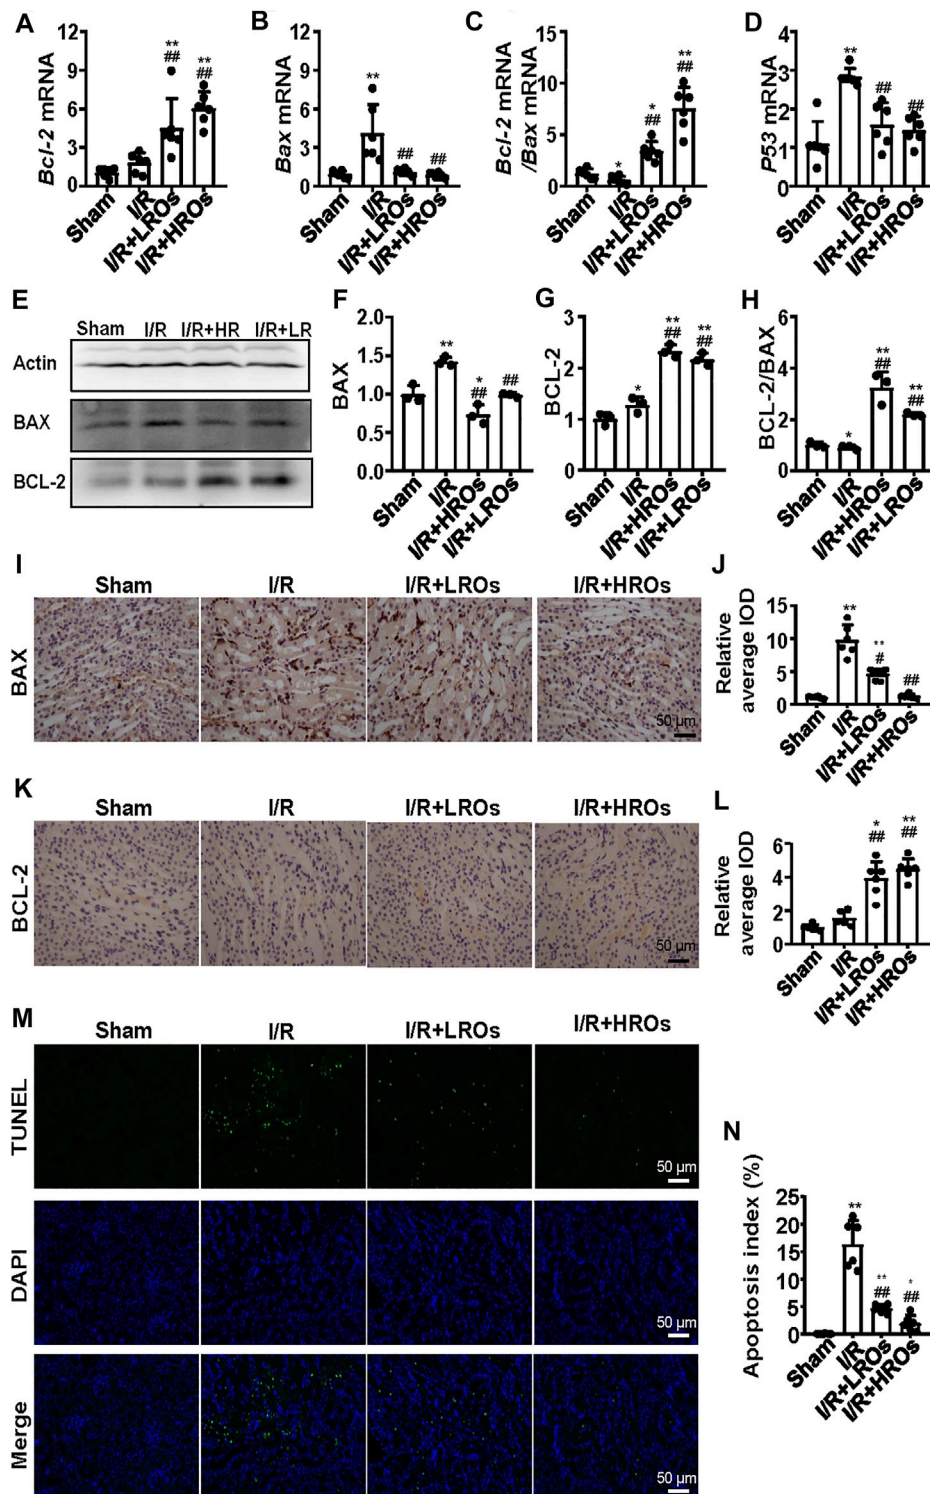 A
Bcl-2 mRNA
9
6
3
0
**
##
**
##
Sham
I/R
I/R+LROs
I/R+HROs
B
Bax mRNA
12
9
6
3
0
**
##
##
Sham
I/R
I/R+LROs
I/R+HROs
C
Bcl-2 mRNA
/Bax mRNA
15
10
5
0
*
*
##
**
##
Sham
I/R
I/R+LROs
I/R+HROs
D
P53 mRNA
4
3
2
1
0
**
##
##
Sham
I/R
I/R+LROs
I/R+HROs
E
Sham I/R I/R+HR I/R+LR
Actin
BAX
BCL-2
F
BAX
2.0
1.5
1.0
0.5
0.0
**
*
##
##
Sham
I/R
I/R+HROs
I/R+LROs
G
BCL-2
3
2
1
0
*
**
##
**
##
Sham
I/R
I/R+HROs
I/R+LROs
H
BCL-2/BAX
6
4
2
0
*
**
##
**
##
Sham
I/R
I/R+HROs
I/R+LROs
I
Sham I/R I/R+LROs I/R+HROs
BAX
50 μm
J
Relative
average IOD
15
10
5
0
**
**
#
##
Sham
I/R
I/R+LROs
I/R+HROs
K
Sham I/R I/R+LROs I/R+HROs
BCL-2
50 μm
L
Relative
average IOD
6
4
2
0
*
##
**
##
Sham
I/R
I/R+LROs
I/R+HROs
M
Sham I/R I/R+LROs I/R+HROs
TUNEL
50 μm
DAPI
50 μm
Merge
50 μm
N
Apoptosis index (%)
25
20
15
10
5
0
**
**
##
*
##
Sham
I/R
I/R+LROs
I/R+HROs